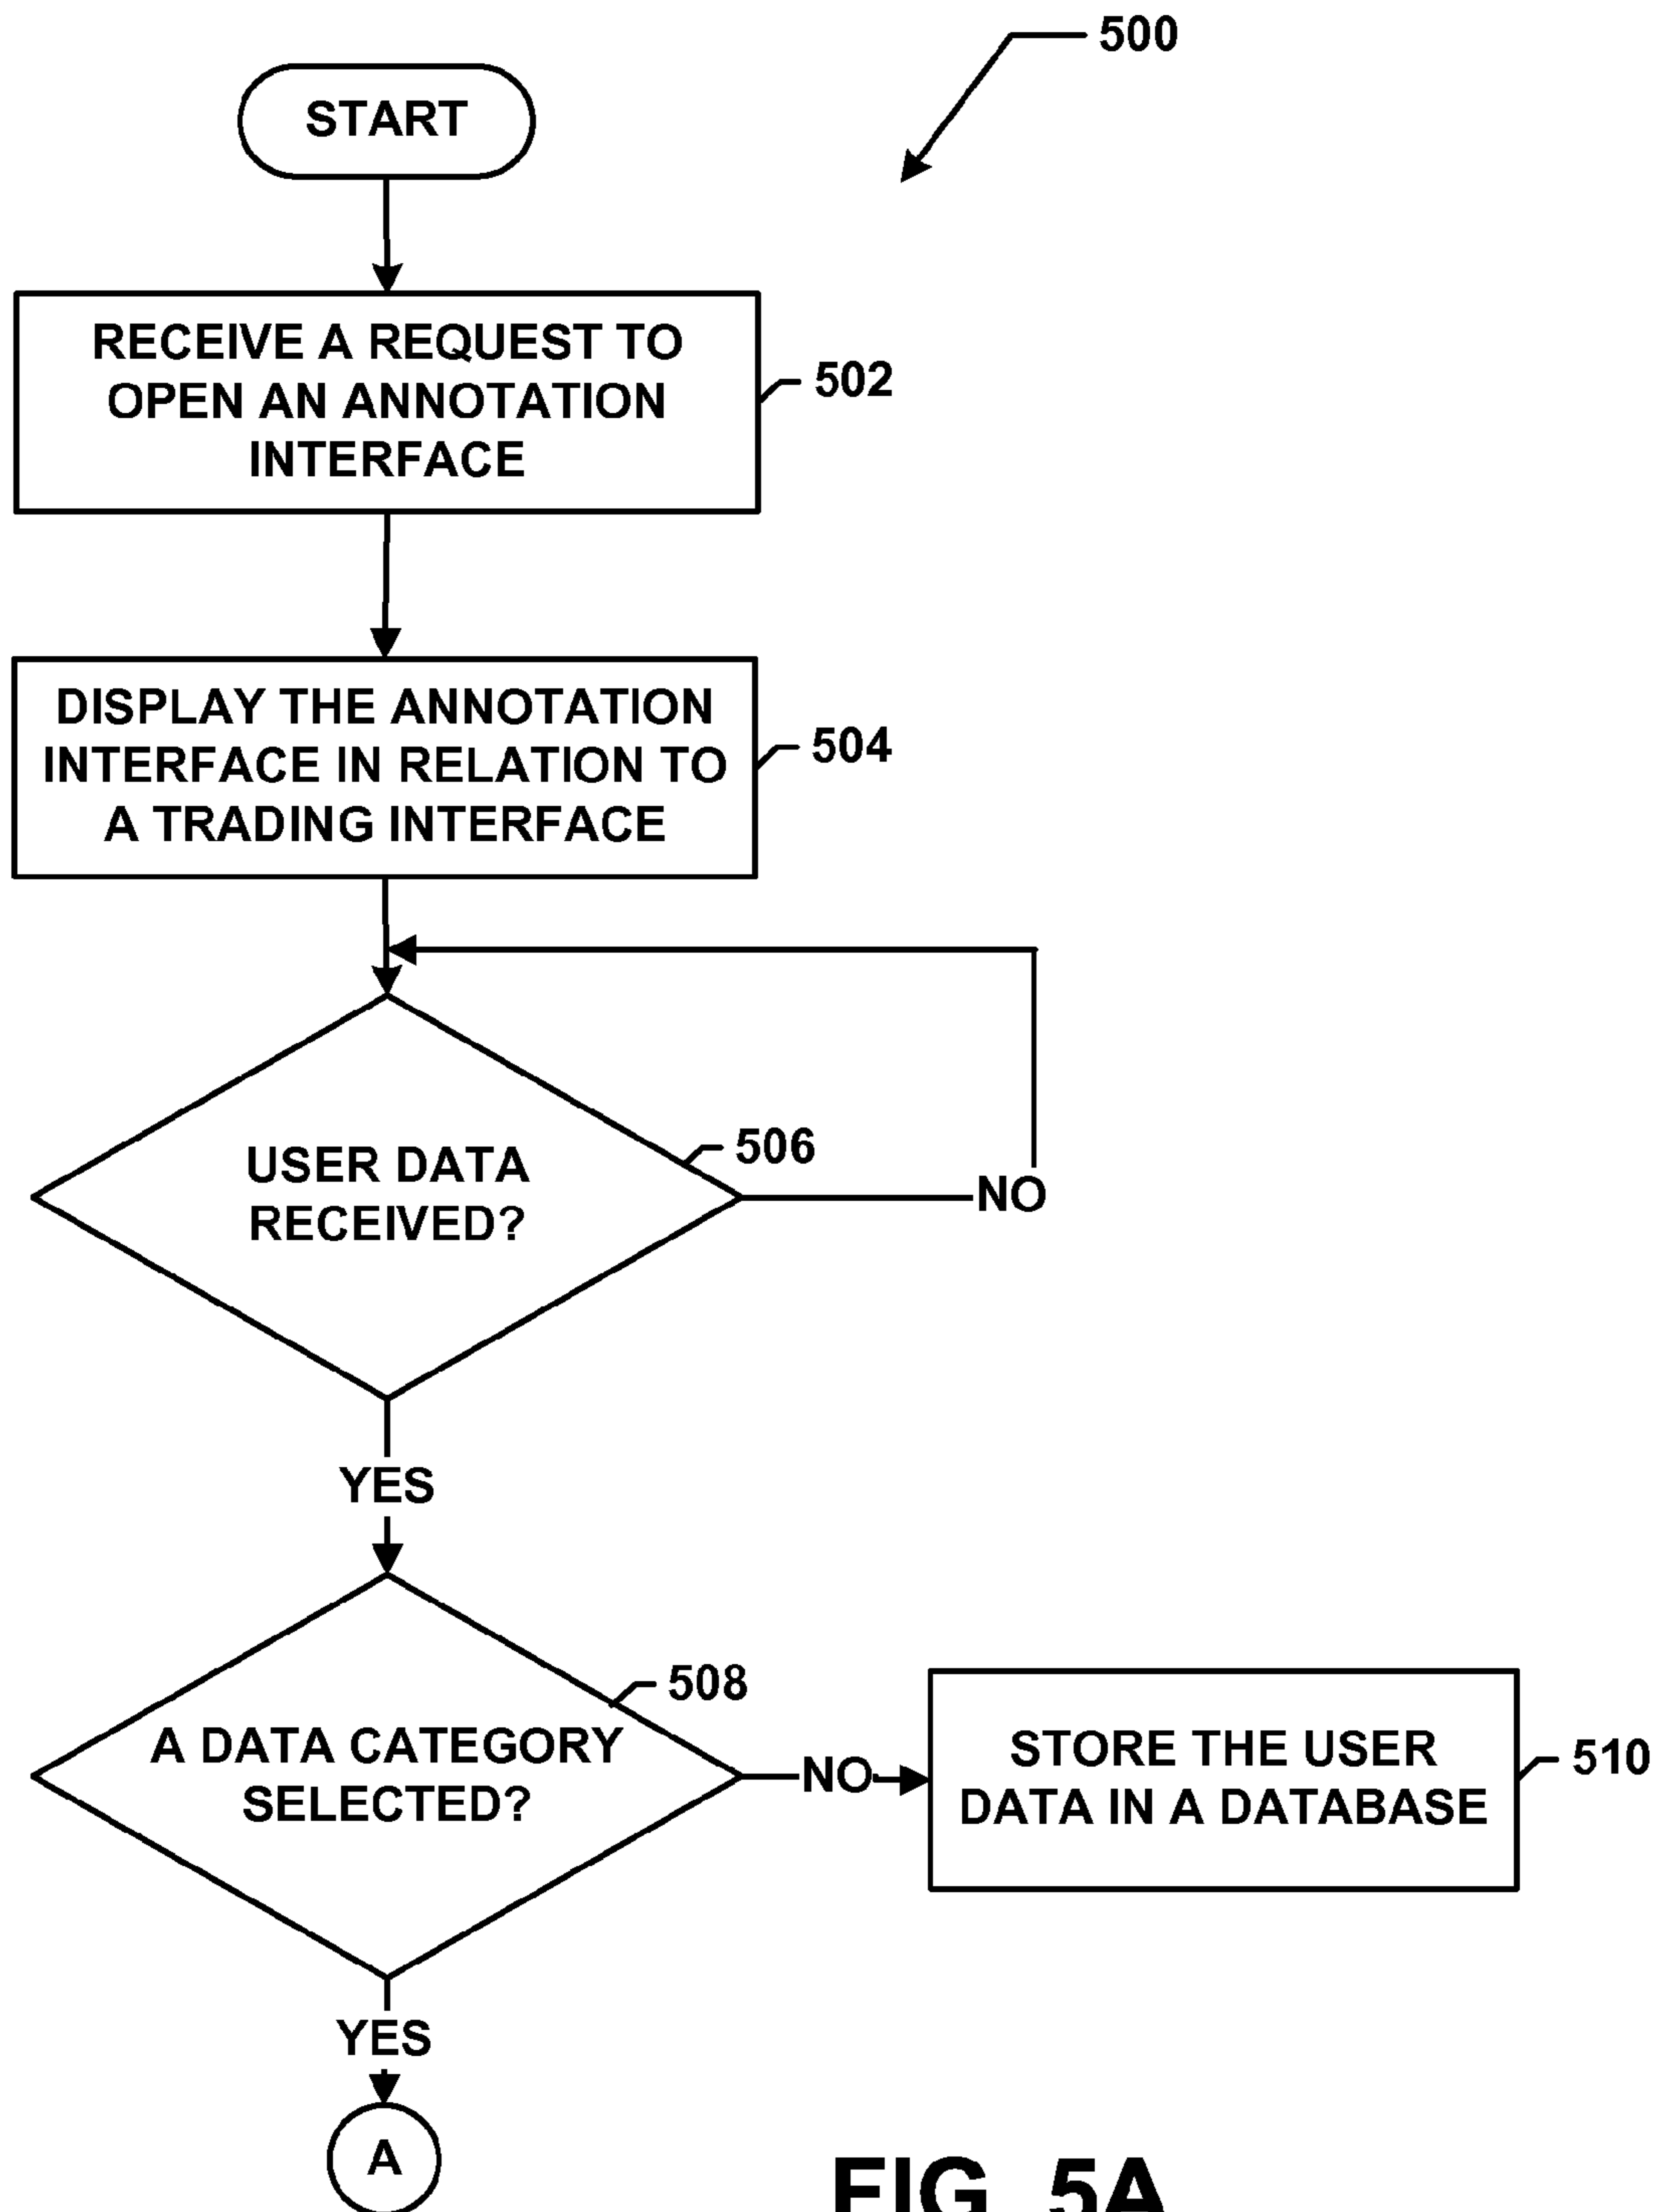 500
START
RECEIVE A REQUEST TO
OPEN AN ANNOTATION
INTERFACE
502
DISPLAY THE ANNOTATION
INTERFACE IN RELATION TO
A TRADING INTERFACE
504
USER DATA
RECEIVED?
506
NO
YES
A DATA CATEGORY
SELECTED?
508
NO
STORE THE USER
DATA IN A DATABASE
510
YES
A
FIG. 5A